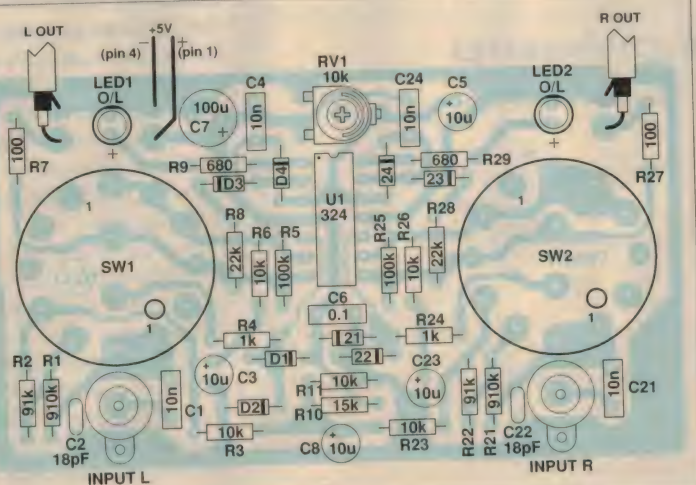 L OUT
+5V
R OUT
– +
(pin 4) (pin 1)
RV1
10k
LED1
O/L
C4
C24
C5
LED2
O/L
100u
C7 +
10n
10n
+
10u
+
+
100
R7
R9 680
D3
D4
24
680 R29
23
100
R27
1
U1
324
1
R8
22k
R6
10k
R5
100k
R25
100k
R26
10k
R28
22k
SW1
SW2
C6
0.1
1
R4
1k
21
R24
1k
1
D1
22
R2
91k
R1
910k
+
10u C3
10k
R11
C23
+
10u
10n
C1
D2
15k
R10
91k
R22
910k
R21
10n
C21
C2
18pF
10k
R3
C8
+
10u
10k
R23
C22
18pF
INPUT L
INPUT R